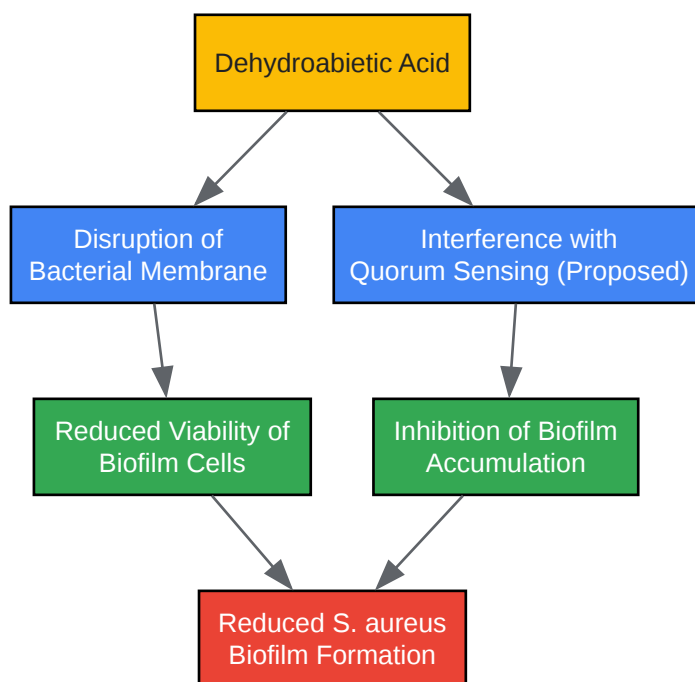 Dehydroabietic Acid
Disruption of
Bacterial Membrane
Interference with
Quorum Sensing (Proposed)
Reduced Viability of
Biofilm Cells
Inhibition of Biofilm
Accumulation
Reduced S. aureus
Biofilm Formation